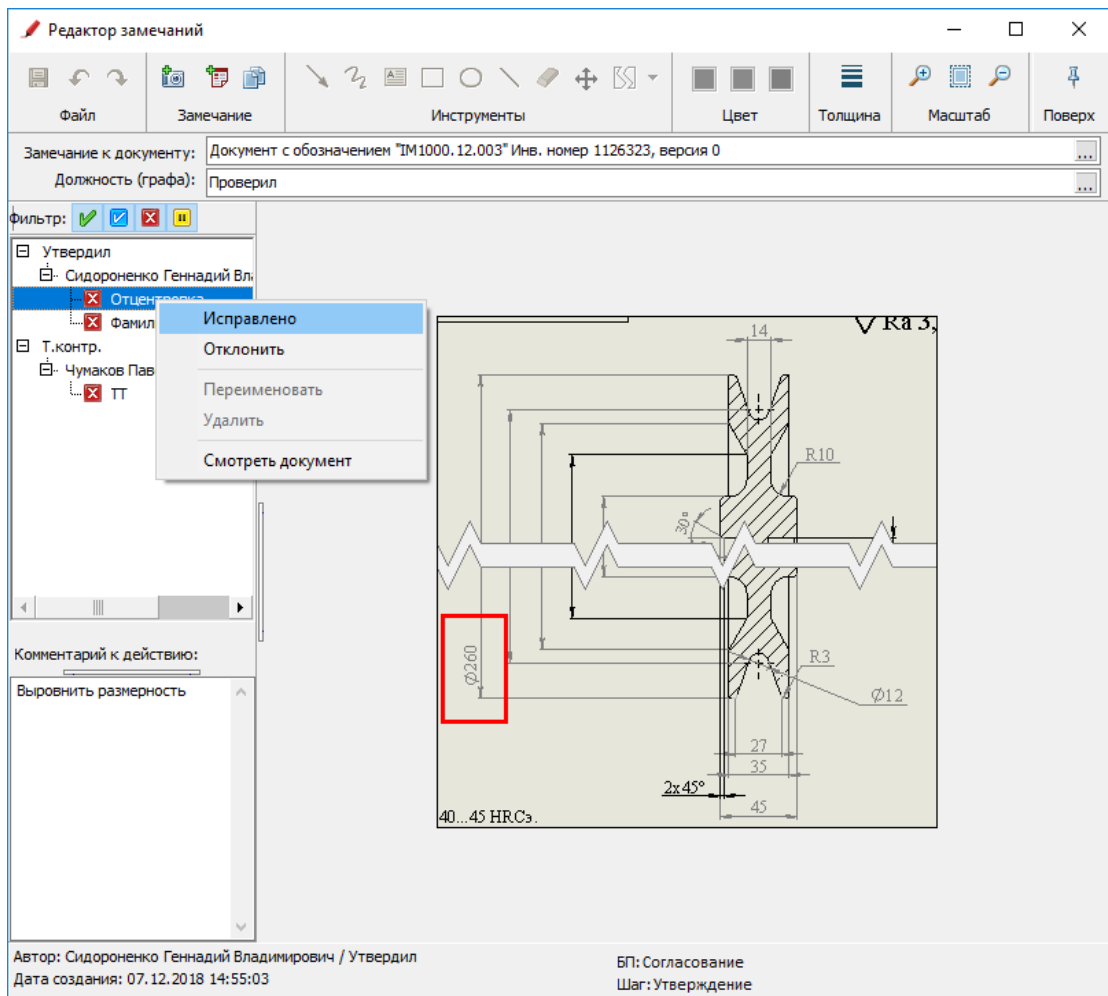 Редактор замечаний
Файл
Замечание
Инструменты
Цвет
Толщина
Масштаб
Поверх
Замечание к документу: Документ с обозначением "IM1000.12.003" Инв. номер 1126323, версия 0 ...
Должность (графа): Проверил ...
Фильтр:
Утвердил
Сидороненко Геннадий Вла
Отцентровка
Фамил
Т.контр.
Чумаков Пав
ТТ
Исправлено
Отклонить
Переименовать
Удалить
Смотреть документ
Комментарий к действию:
Выровнить размерность
14
Ra 3,
R10
30°
∅260
R3
∅12
27
35
2x45°
45
40...45 HRCэ.
Автор: Сидороненко Геннадий Владимирович / Утвердил
Дата создания: 07.12.2018 14:55:03
БП: Согласование
Шаг: Утверждение